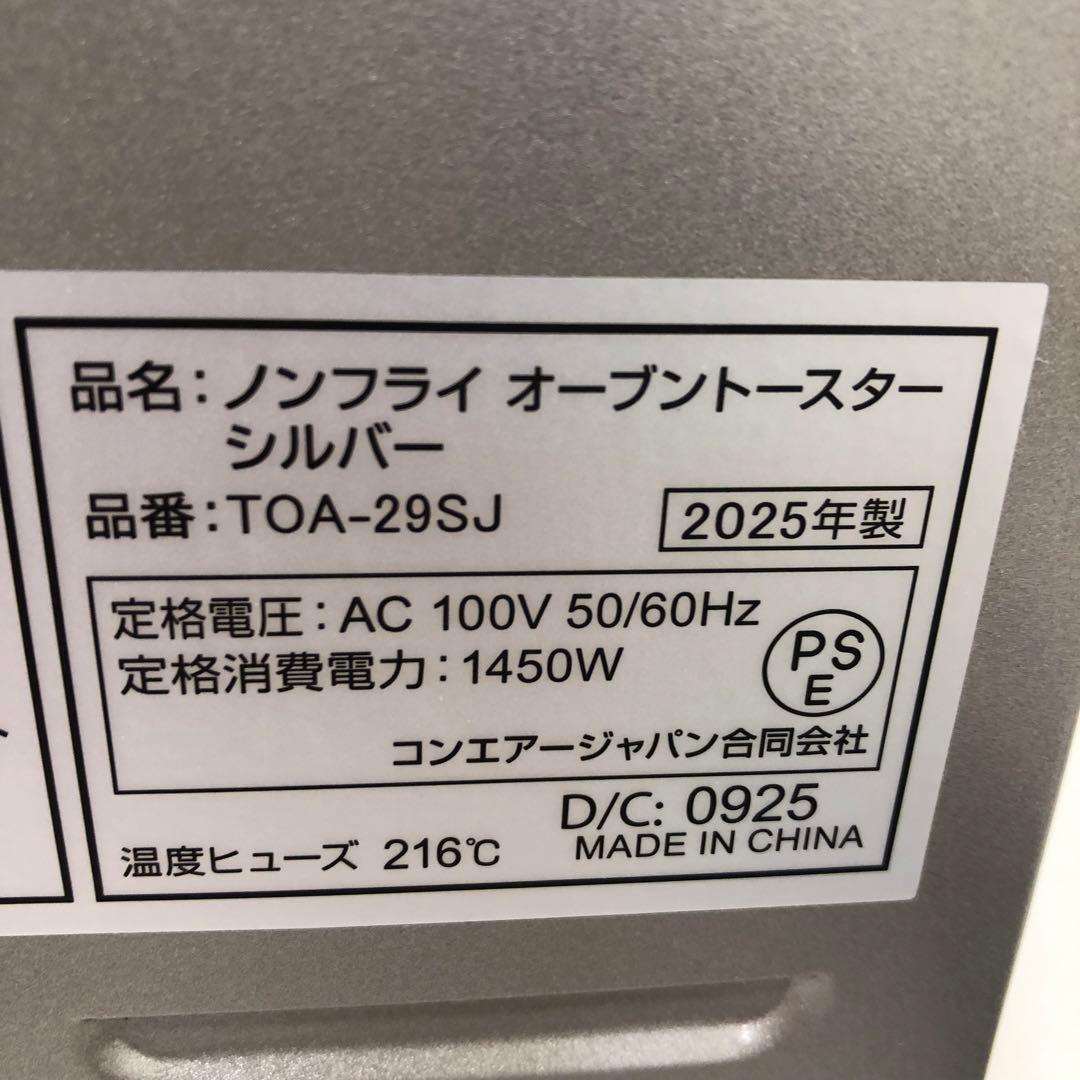 品名：ノンフライ オーブントースター
シルバー
品番：TOA-29SJ
2025年製
定格電圧：AC 100V 50/60Hz
定格消費電力：1450W
PS
E
コンエアージャパン合同会社
D/C: 0925
温度ヒューズ 216℃
MADE IN CHINA